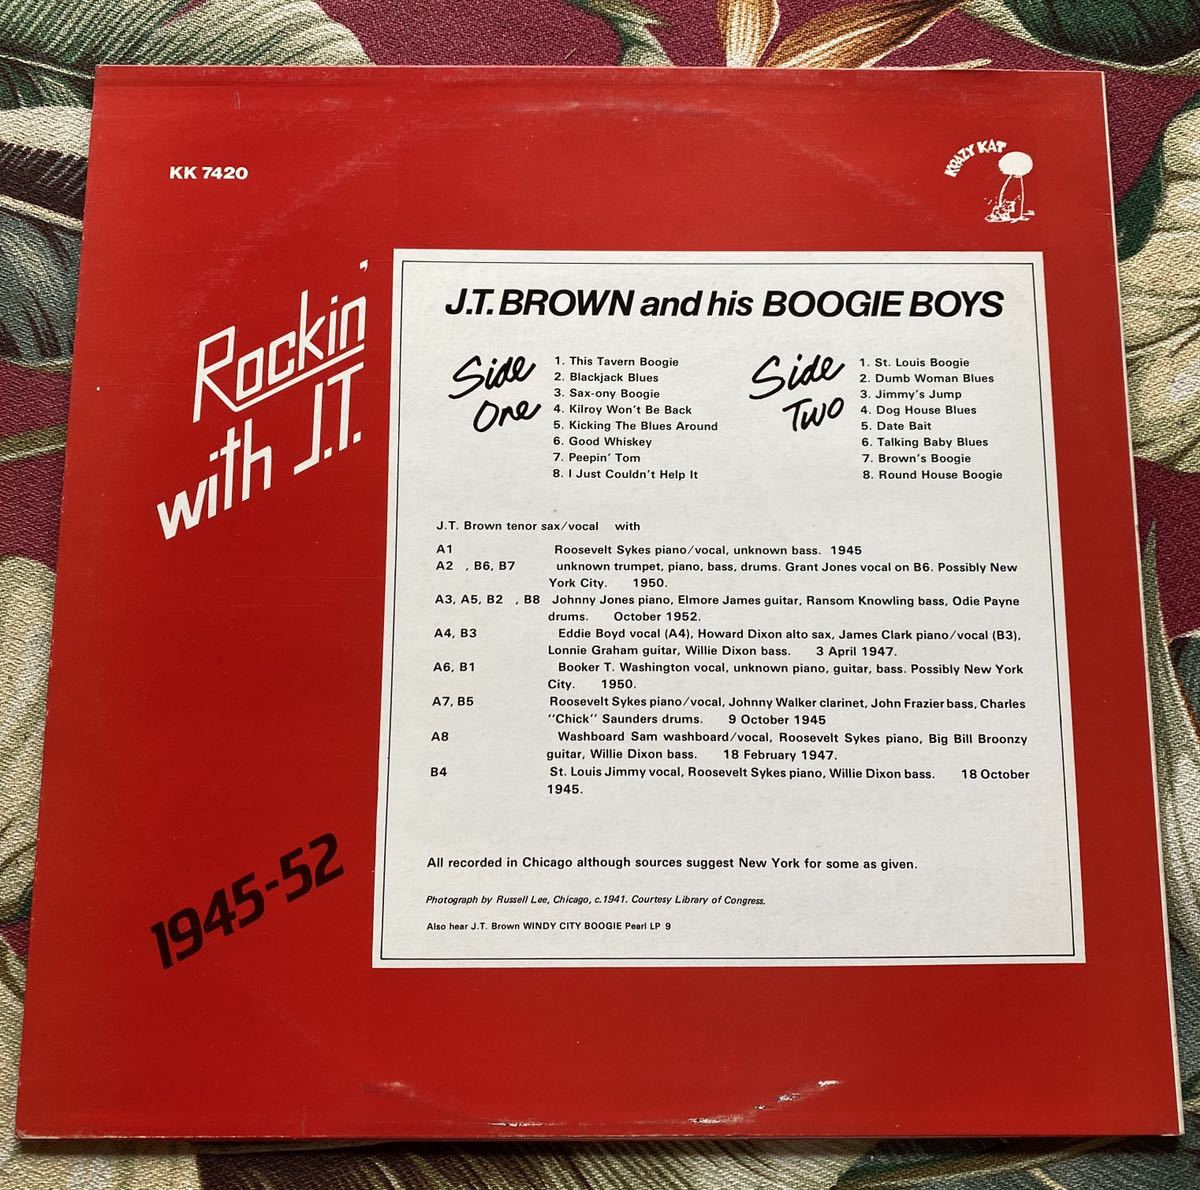 KK 7420
KRAZY KAT
Rockin'
with J.T.
1945-52
J.T. BROWN and his BOOGIE BOYS
Side
One
1. This Tavern Boogie
2. Blackjack Blues
3. Sax-ony Boogie
4. Kilroy Won't Be Back
5. Kicking The Blues Around
6. Good Whiskey
7. Peepin' Tom
8. I Just Couldn't Help It
Side
Two
1. St. Louis Boogie
2. Dumb Woman Blues
3. Jimmy's Jump
4. Dog House Blues
5. Date Bait
6. Talking Baby Blues
7. Brown's Boogie
8. Round House Boogie
J.T. Brown tenor sax/vocal with
A1 Roosevelt Sykes piano/vocal, unknown bass. 1945
A2 , B6, B7 unknown trumpet, piano, bass, drums. Grant Jones vocal on B6. Possibly New
York City. 1950.
A3, A5, B2 , B8 Johnny Jones piano, Elmore James guitar, Ransom Knowling bass, Odie Payne
drums. October 1952.
A4, B3 Eddie Boyd vocal (A4), Howard Dixon alto sax, James Clark piano/vocal (B3),
Lonnie Graham guitar, Willie Dixon bass. 3 April 1947.
A6, B1 Booker T. Washington vocal, unknown piano, guitar, bass. Possibly New York
City. 1950.
A7, B5 Roosevelt Sykes piano/vocal, Johnny Walker clarinet, John Frazier bass, Charles
"Chick" Saunders drums. 9 October 1945
A8 Washboard Sam washboard/vocal, Roosevelt Sykes piano, Big Bill Broonzy
guitar, Willie Dixon bass. 18 February 1947.
B4 St. Louis Jimmy vocal, Roosevelt Sykes piano, Willie Dixon bass. 18 October
1945.
All recorded in Chicago although sources suggest New York for some as given.
Photograph by Russell Lee, Chicago, c.1941. Courtesy Library of Congress.
Also hear J.T. Brown WINDY CITY BOOGIE Pearl LP 9